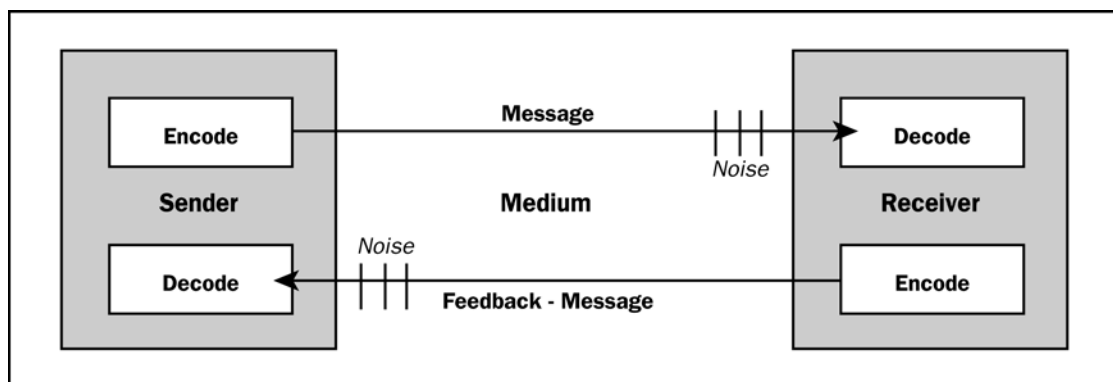 Message
Encode
Decode
Noise
Sender
Medium
Receiver
Noise
Decode
Encode
Feedback - Message